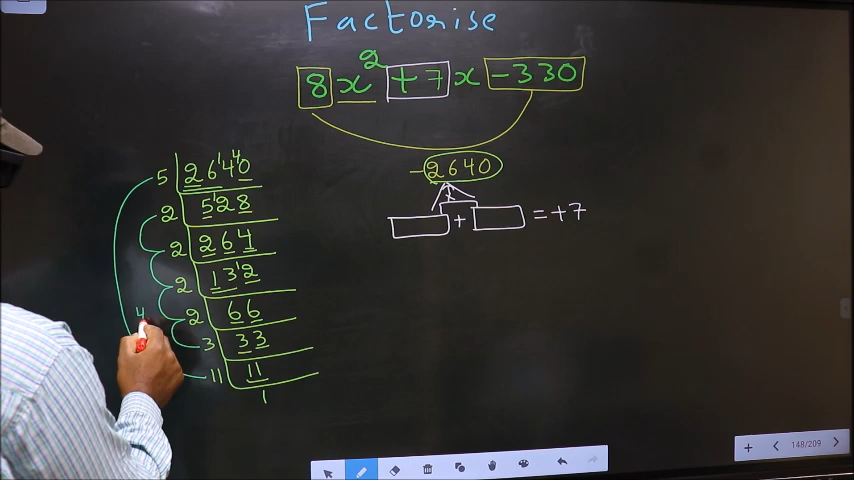 Factorise
8x² +7x -330
-2640
x
+ = +7
5 2640
2 528
2 264
2 132
2 66
3 33
11 11
1
4
148/209